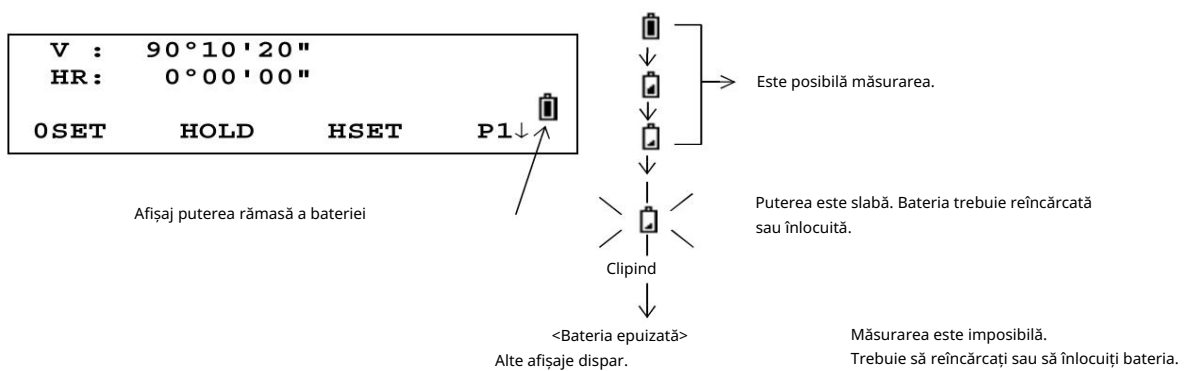 V : 90°10'20"
HR: 0°00'00"
0SET HOLD HSET P1↓
Afișaj puterea rămasă a bateriei
Este posibilă măsurarea.
Puterea este slabă. Bateria trebuie reîncărcată
sau înlocuită.
Clipind
<Bateria epuizată>
Alte afișaje dispar.
Măsurarea este imposibilă.
Trebuie să reîncărcați sau să înlocuiți bateria.